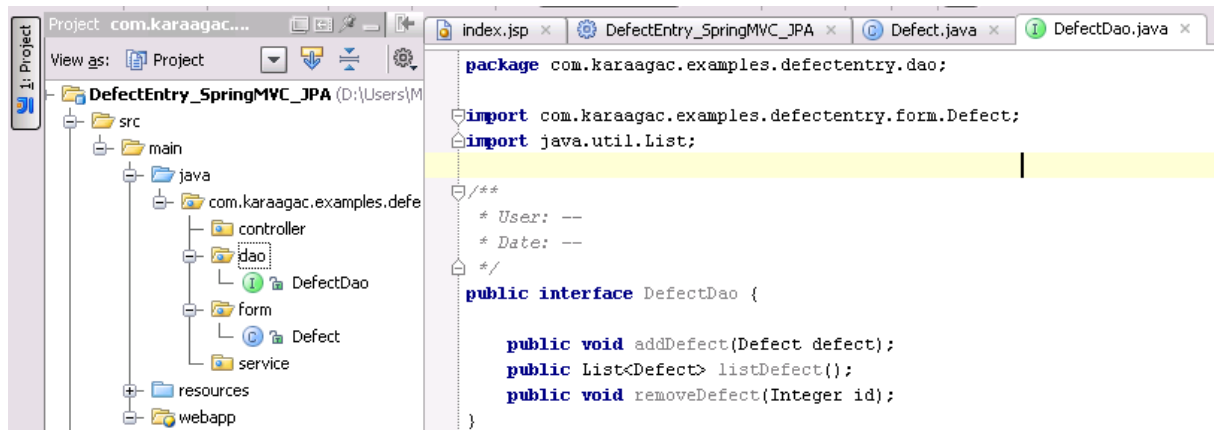 Project com.karaagac....
index.jsp
DefectEntry_SpringMVC_JPA
Defect.java
DefectDao.java
1: Project
View as: Project
DefectEntry_SpringMVC_JPA (D:\Users\M
src
main
java
com.karaagac.examples.defe
controller
dao
DefectDao
form
Defect
service
resources
webapp
package com.karaagac.examples.defectentry.dao;
import com.karaagac.examples.defectentry.form.Defect;
import java.util.List;
/**
* User: --
* Date: --
*/
public interface DefectDao {
public void addDefect(Defect defect);
public List<Defect> listDefect();
public void removeDefect(Integer id);
}